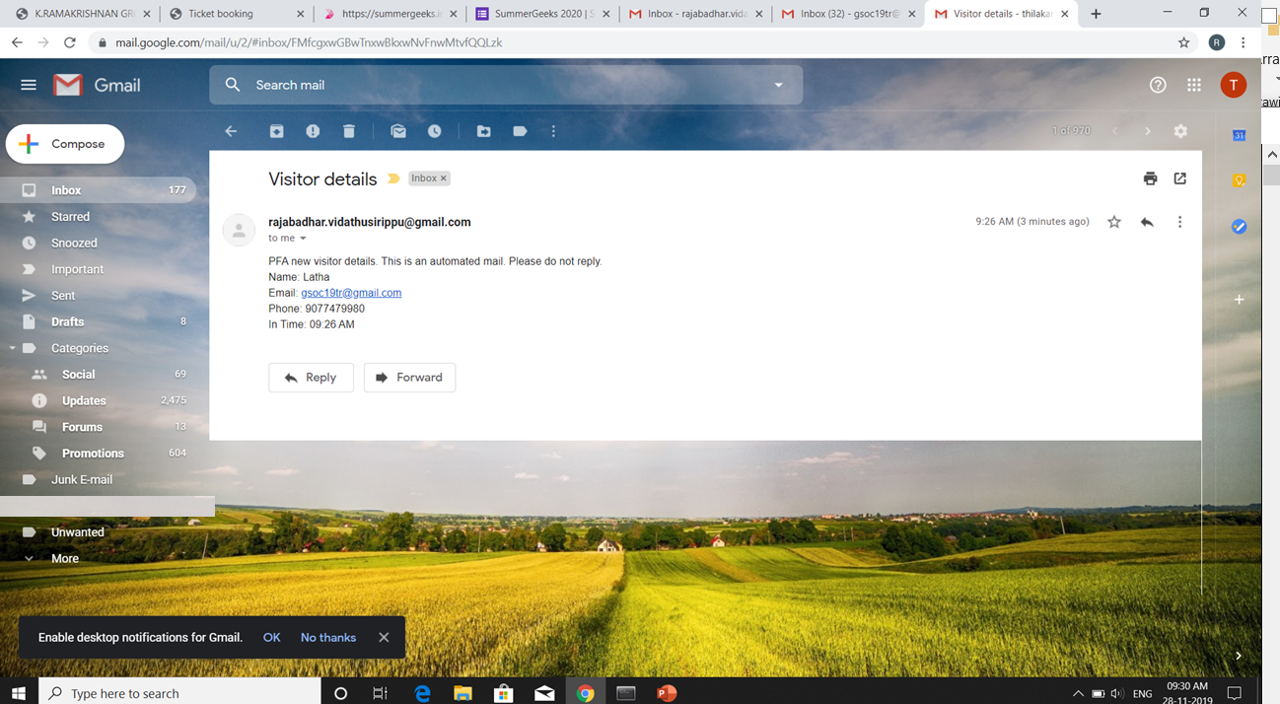 K.RAMAKRISHNAN GR
Ticket booking
https://summergeeks.i
SummerGeeks 2020 | S
Inbox - rajabadhar.vida
Inbox (32) - gsoc19tr@
Visitor details - thilaka
mail.google.com/mail/u/2/#inbox/FMfcgxwGBwTnxwBkxwNvFnwMtvfQQLzk
R
Gmail
Search mail
T
Compose
1 of 970
31
Inbox 177
Starred
Snoozed
Important
Sent
Drafts 8
Categories
Social 69
Updates 2,475
Forums 13
Promotions 604
Junk E-mail
Unwanted
More
Visitor details
Inbox ×
rajabadhar.vidathusirippu@gmail.com
9:26 AM (3 minutes ago)
to me
PFA new visitor details. This is an automated mail. Please do not reply.
Name: Latha
Email: gsoc19tr@gmail.com
Phone: 9077479980
In Time: 09:26 AM
Reply
Forward
Enable desktop notifications for Gmail. OK No thanks
Type here to search
ENG
09:30 AM
28-11-2019